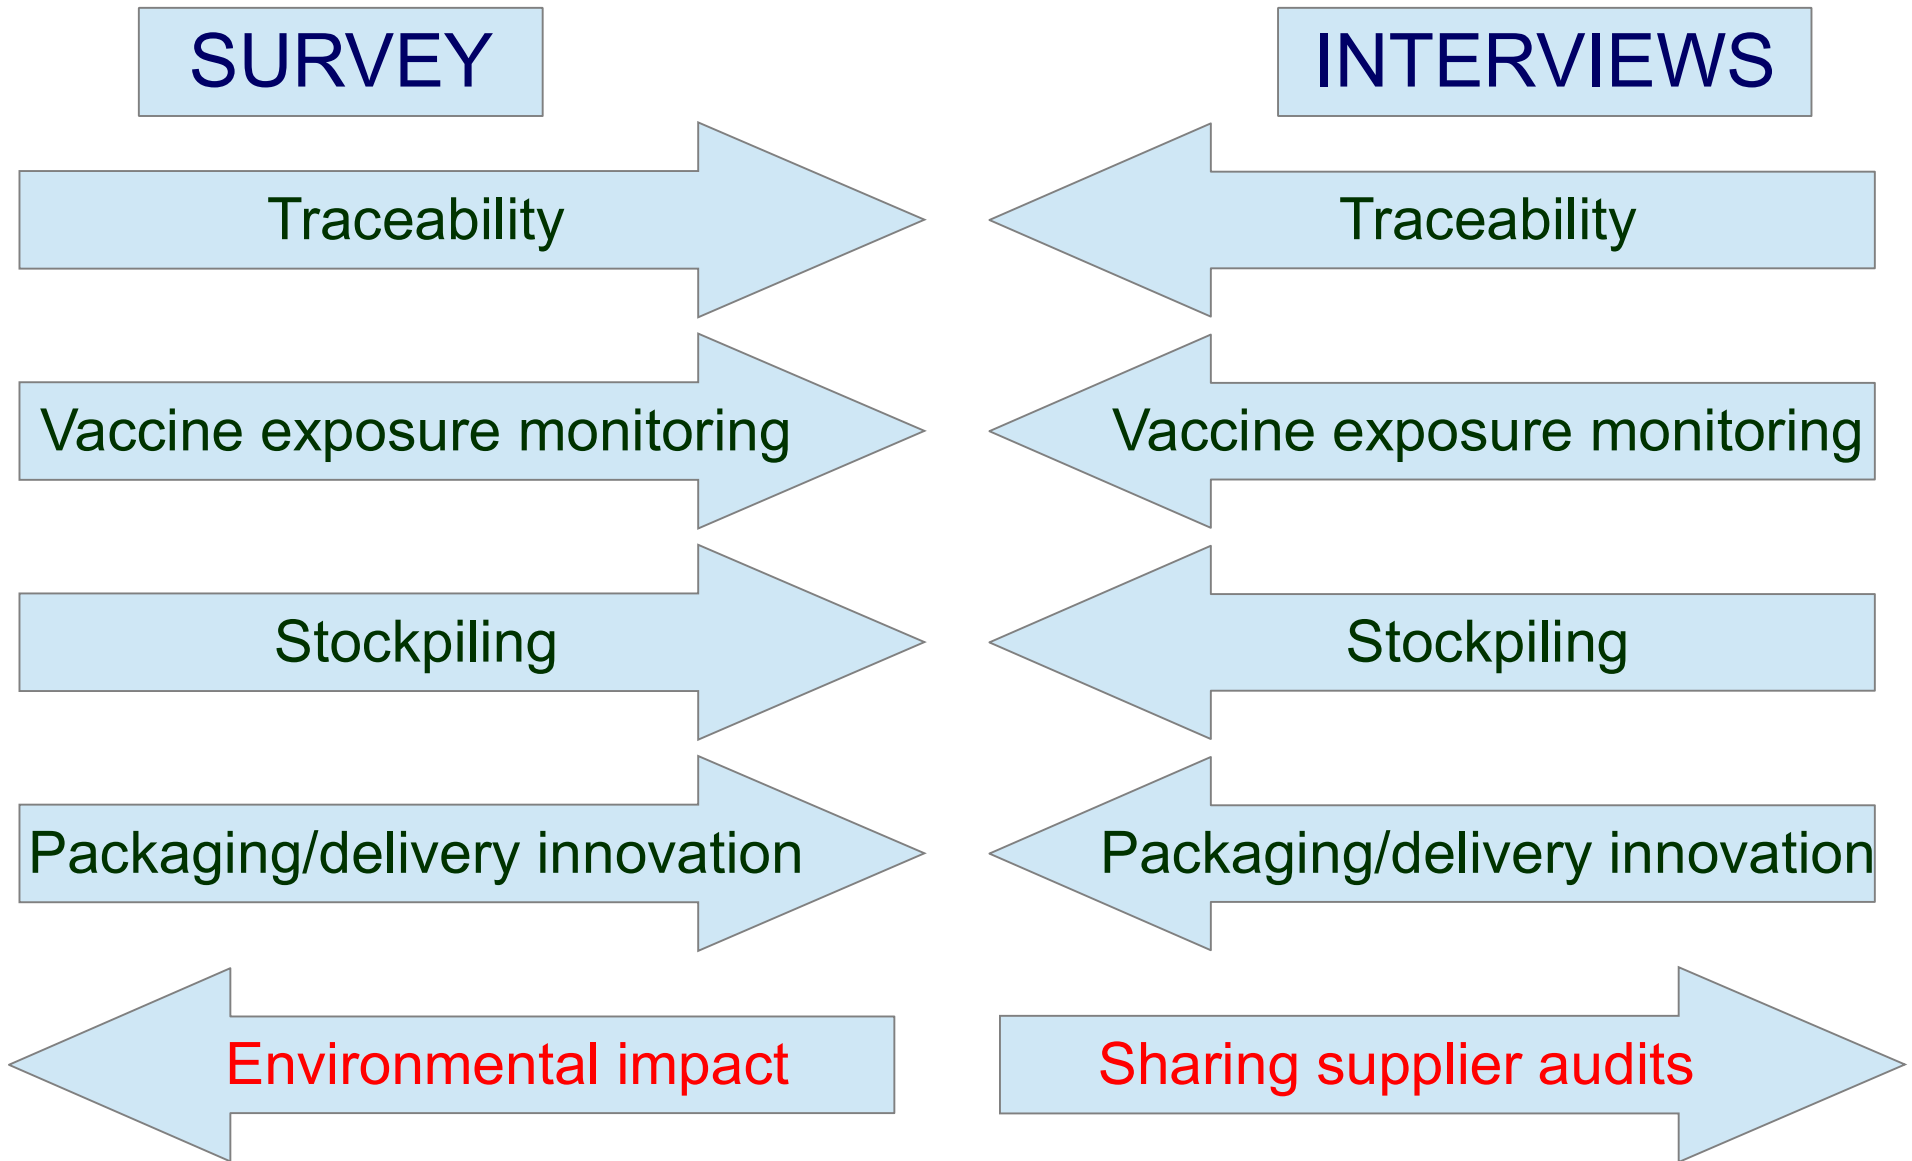 SURVEY
INTERVIEWS
Traceability
Traceability
Vaccine exposure monitoring
Vaccine exposure monitoring
Stockpiling
Stockpiling
Packaging/delivery innovation
Packaging/delivery innovation
Environmental impact
Sharing supplier audits